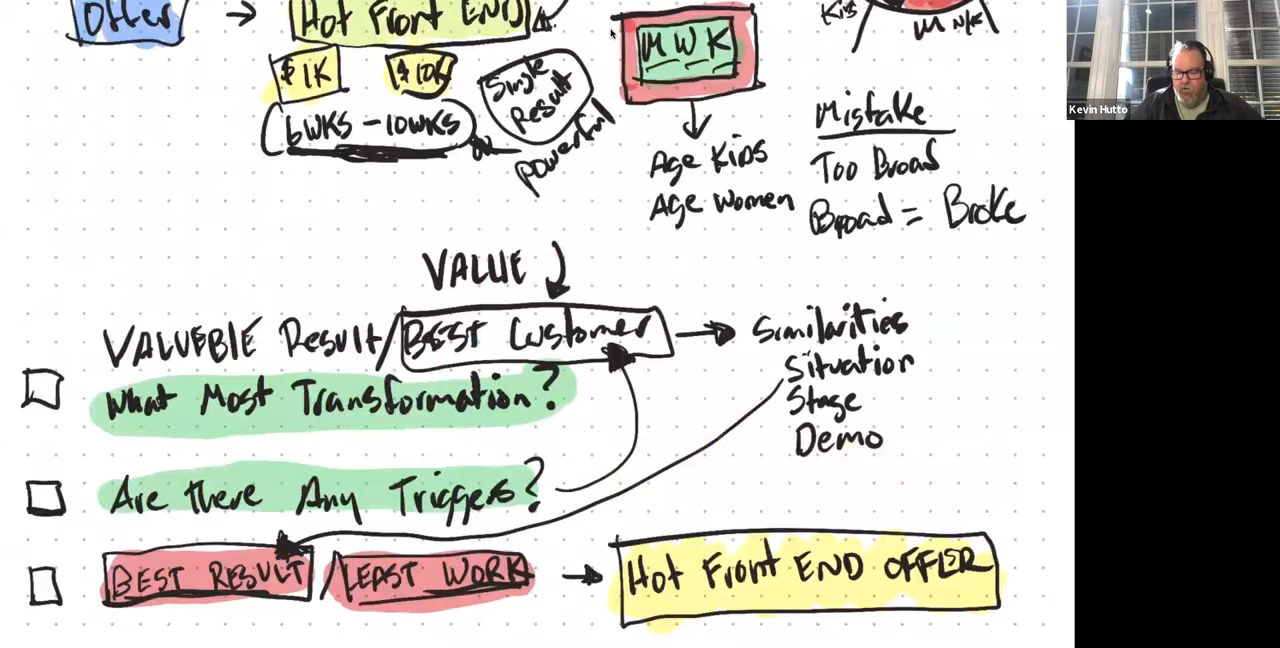 Offer → Hot Front END
$1K $10K
6WKS - 10WKS
Single
Result
powerful
MWK
Age Kids
Age Women
Kids
M N/K
Mistake
Too Broad
Broad = Broke
VALUE
VALUEBLE Result/BEST Customer → Similarities
Situation
Stage
Demo
What Most Transformation?
Are there Any Triggers?
BEST RESULT / LEAST WORK → Hot Front END OFFER
Kevin Hutto